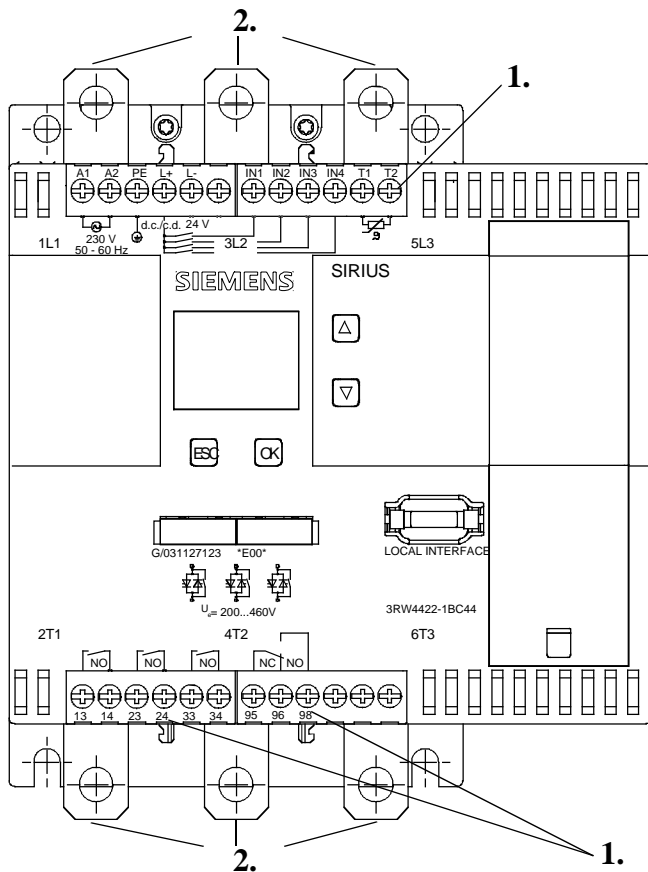 2.
1.
A1 A2 PE L+ L- IN1 IN2 IN3 IN4 T1 T2
d.c./c.d. 24 V
1L1 230 V 3L2 5L3
50 - 60 Hz
SIEMENS SIRIUS
ESC OK
G/031127123 *E00*
LOCAL INTERFACE
Ue= 200...460V
3RW4422-1BC44
2T1 4T2 6T3
NO NO NO NC NO
13 14 23 24 33 34 95 96 98
2.
1.